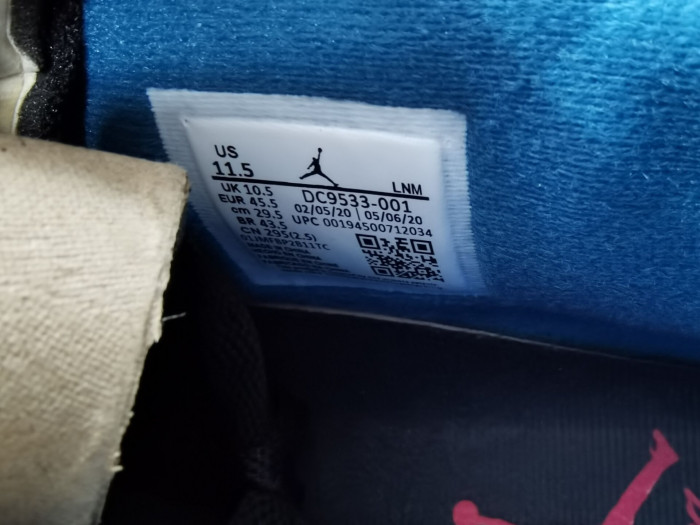 US
11.5
LNM
UK 10.5
DC9533-001
EUR 45.5
02/05/20 | 05/06/20
cm 29.5
UPC 00194500712034
BR 43.5
CN 295(2.5)